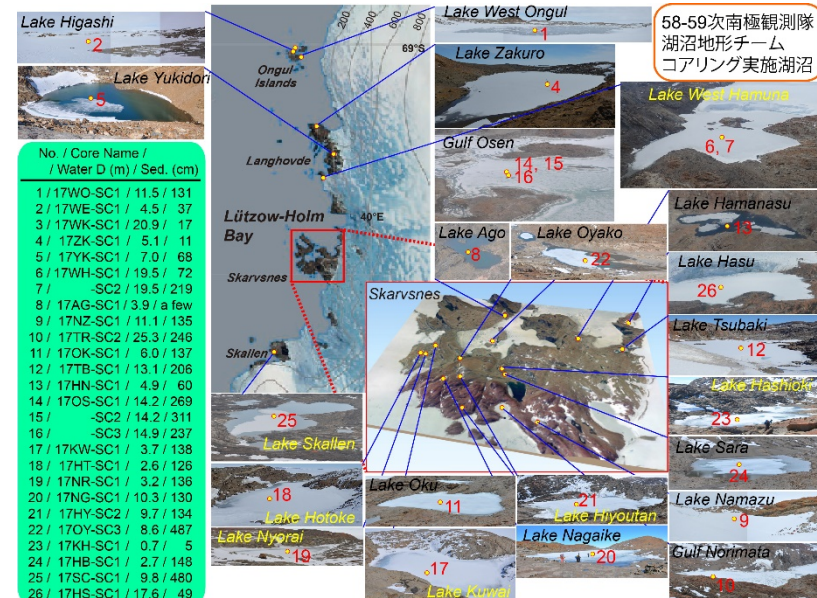 Lake Higashi
2
Lake Yukidori
5
200
400
600
800
69°S
Ongul
Islands
Langhovde
Lützow-Holm
Bay
40°E
Skarvsnes
Skallen
Lake West Ongul
1
Lake Zakuro
4
Gulf Osen
14, 15
16
Lake Ago
8
Lake Oyako
22
58-59次南極観測隊
湖沼地形チーム
コアリング実施湖沼
Lake West Hamuna
6, 7
Lake Hamanasu
13
Lake Hasu
26
Lake Tsubaki
12
Lake Hashioki
23
Lake Sara
24
Lake Namazu
9
Gulf Norimata
10
Skarvsnes
25
Lake Skallen
18
Lake Hotoke
Lake Nyorai
19
Lake Oku
11
17
Lake Kuwai
21
Lake Hiyoutan
Lake Nagaike
20
No. / Core Name /
/ Water D (m) / Sed. (cm)
1 / 17WO-SC1 / 11.5 / 131
2 / 17WE-SC1 / 4.5 / 37
3 / 17WK-SC1 / 20.9 / 17
4 / 17ZK-SC1 / 5.1 / 11
5 / 17YK-SC1 / 7.0 / 68
6 / 17WH-SC1 / 19.5 / 72
7 / -SC2 / 19.5 / 219
8 / 17AG-SC1 / 3.9 / a few
9 / 17NZ-SC1 / 11.1 / 135
10 / 17TR-SC2 / 25.3 / 246
11 / 17OK-SC1 / 6.0 / 137
12 / 17TB-SC1 / 13.1 / 206
13 / 17HN-SC1 / 4.9 / 60
14 / 17OS-SC1 / 14.2 / 269
15 / -SC2 / 14.2 / 311
16 / -SC3 / 14.9 / 237
17 / 17KW-SC1 / 3.7 / 138
18 / 17HT-SC1 / 2.6 / 126
19 / 17NR-SC1 / 3.2 / 136
20 / 17NG-SC1 / 10.3 / 130
21 / 17HY-SC2 / 9.7 / 134
22 / 17OY-SC3 / 8.6 / 487
23 / 17KH-SC1 / 0.7 / 5
24 / 17HB-SC1 / 2.7 / 148
25 / 17SC-SC1 / 9.8 / 480
26 / 17HS-SC1 / 17.6 / 49